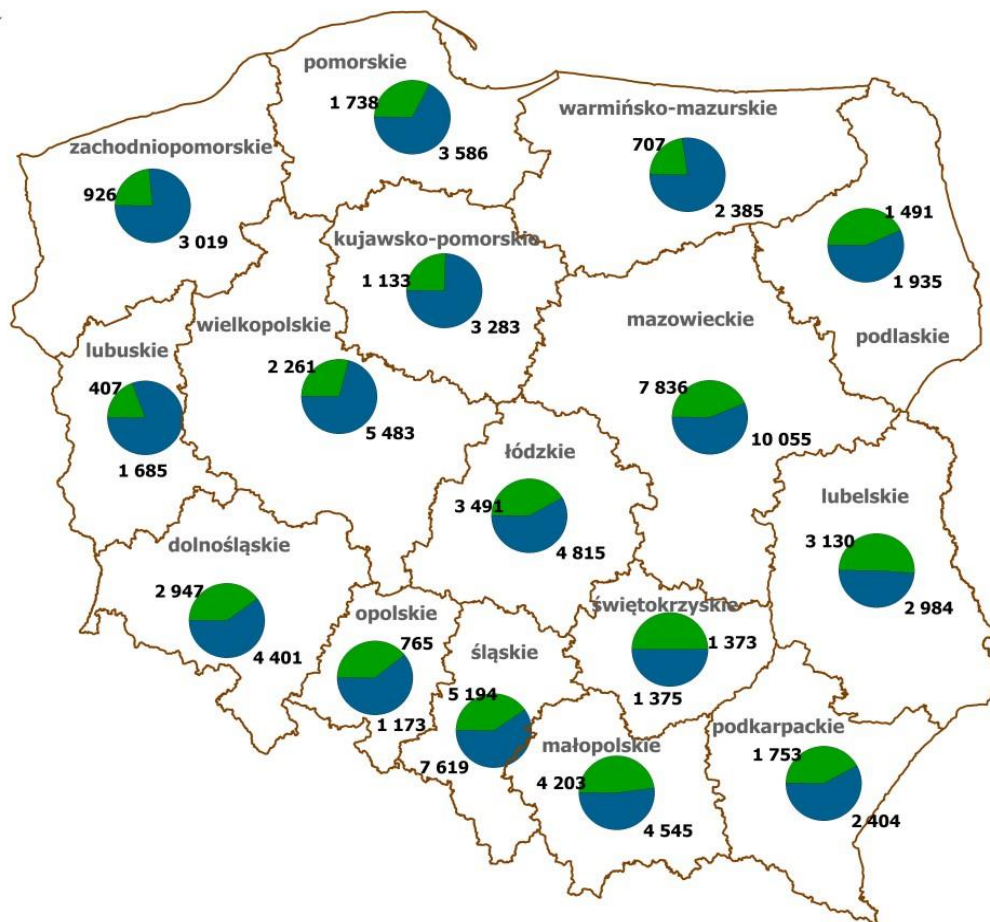 pomorskie
1 738
3 586
warmińsko-mazurskie
707
2 385
zachodniopomorskie
926
3 019
1 491
1 935
podlaskie
kujawsko-pomorskie
1 133
3 283
wielkopolskie
2 261
5 483
mazowieckie
7 836
10 055
lubuskie
407
1 685
łódzkie
3 491
4 815
lubelskie
3 130
2 984
dolnośląskie
2 947
4 401
opolskie
765
1 173
śląskie
5 194
7 619
świętokrzyskie
1 373
1 375
małopolskie
4 203
4 545
podkarpackie
1 753
2 404